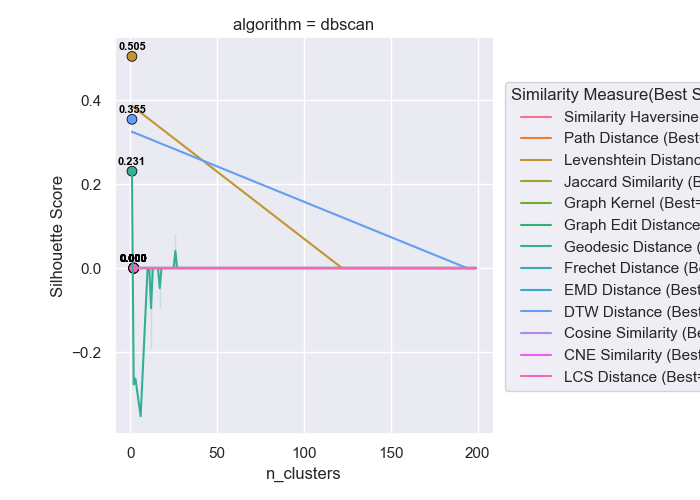 algorithm = dbscan
0.505
0.355
0.231
0.000
0.4
0.2
0.0
−0.2
Silhouette Score
0
50
100
150
200
n_clusters
Similarity Measure(Best S
Similarity Haversine
Path Distance (Best=
Levenshtein Distanc
Jaccard Similarity (B
Graph Kernel (Best=
Graph Edit Distance
Geodesic Distance (
Frechet Distance (Be
EMD Distance (Best
DTW Distance (Best
Cosine Similarity (Be
CNE Similarity (Best
LCS Distance (Best=